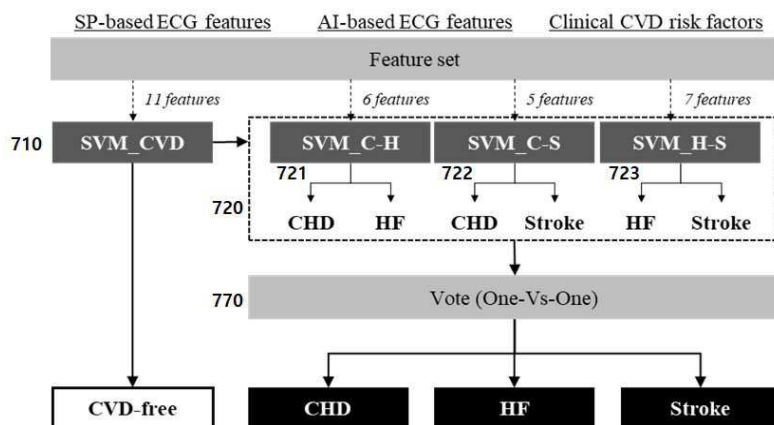 SP-based ECG features AI-based ECG features Clinical CVD risk factors
Feature set
11 features 6 features 5 features 7 features
710 SVM_CVD SVM_C-H SVM_C-S SVM_H-S
721 722 723
720
CHD HF CHD Stroke HF Stroke
770 Vote (One-Vs-One)
CVD-free CHD HF Stroke